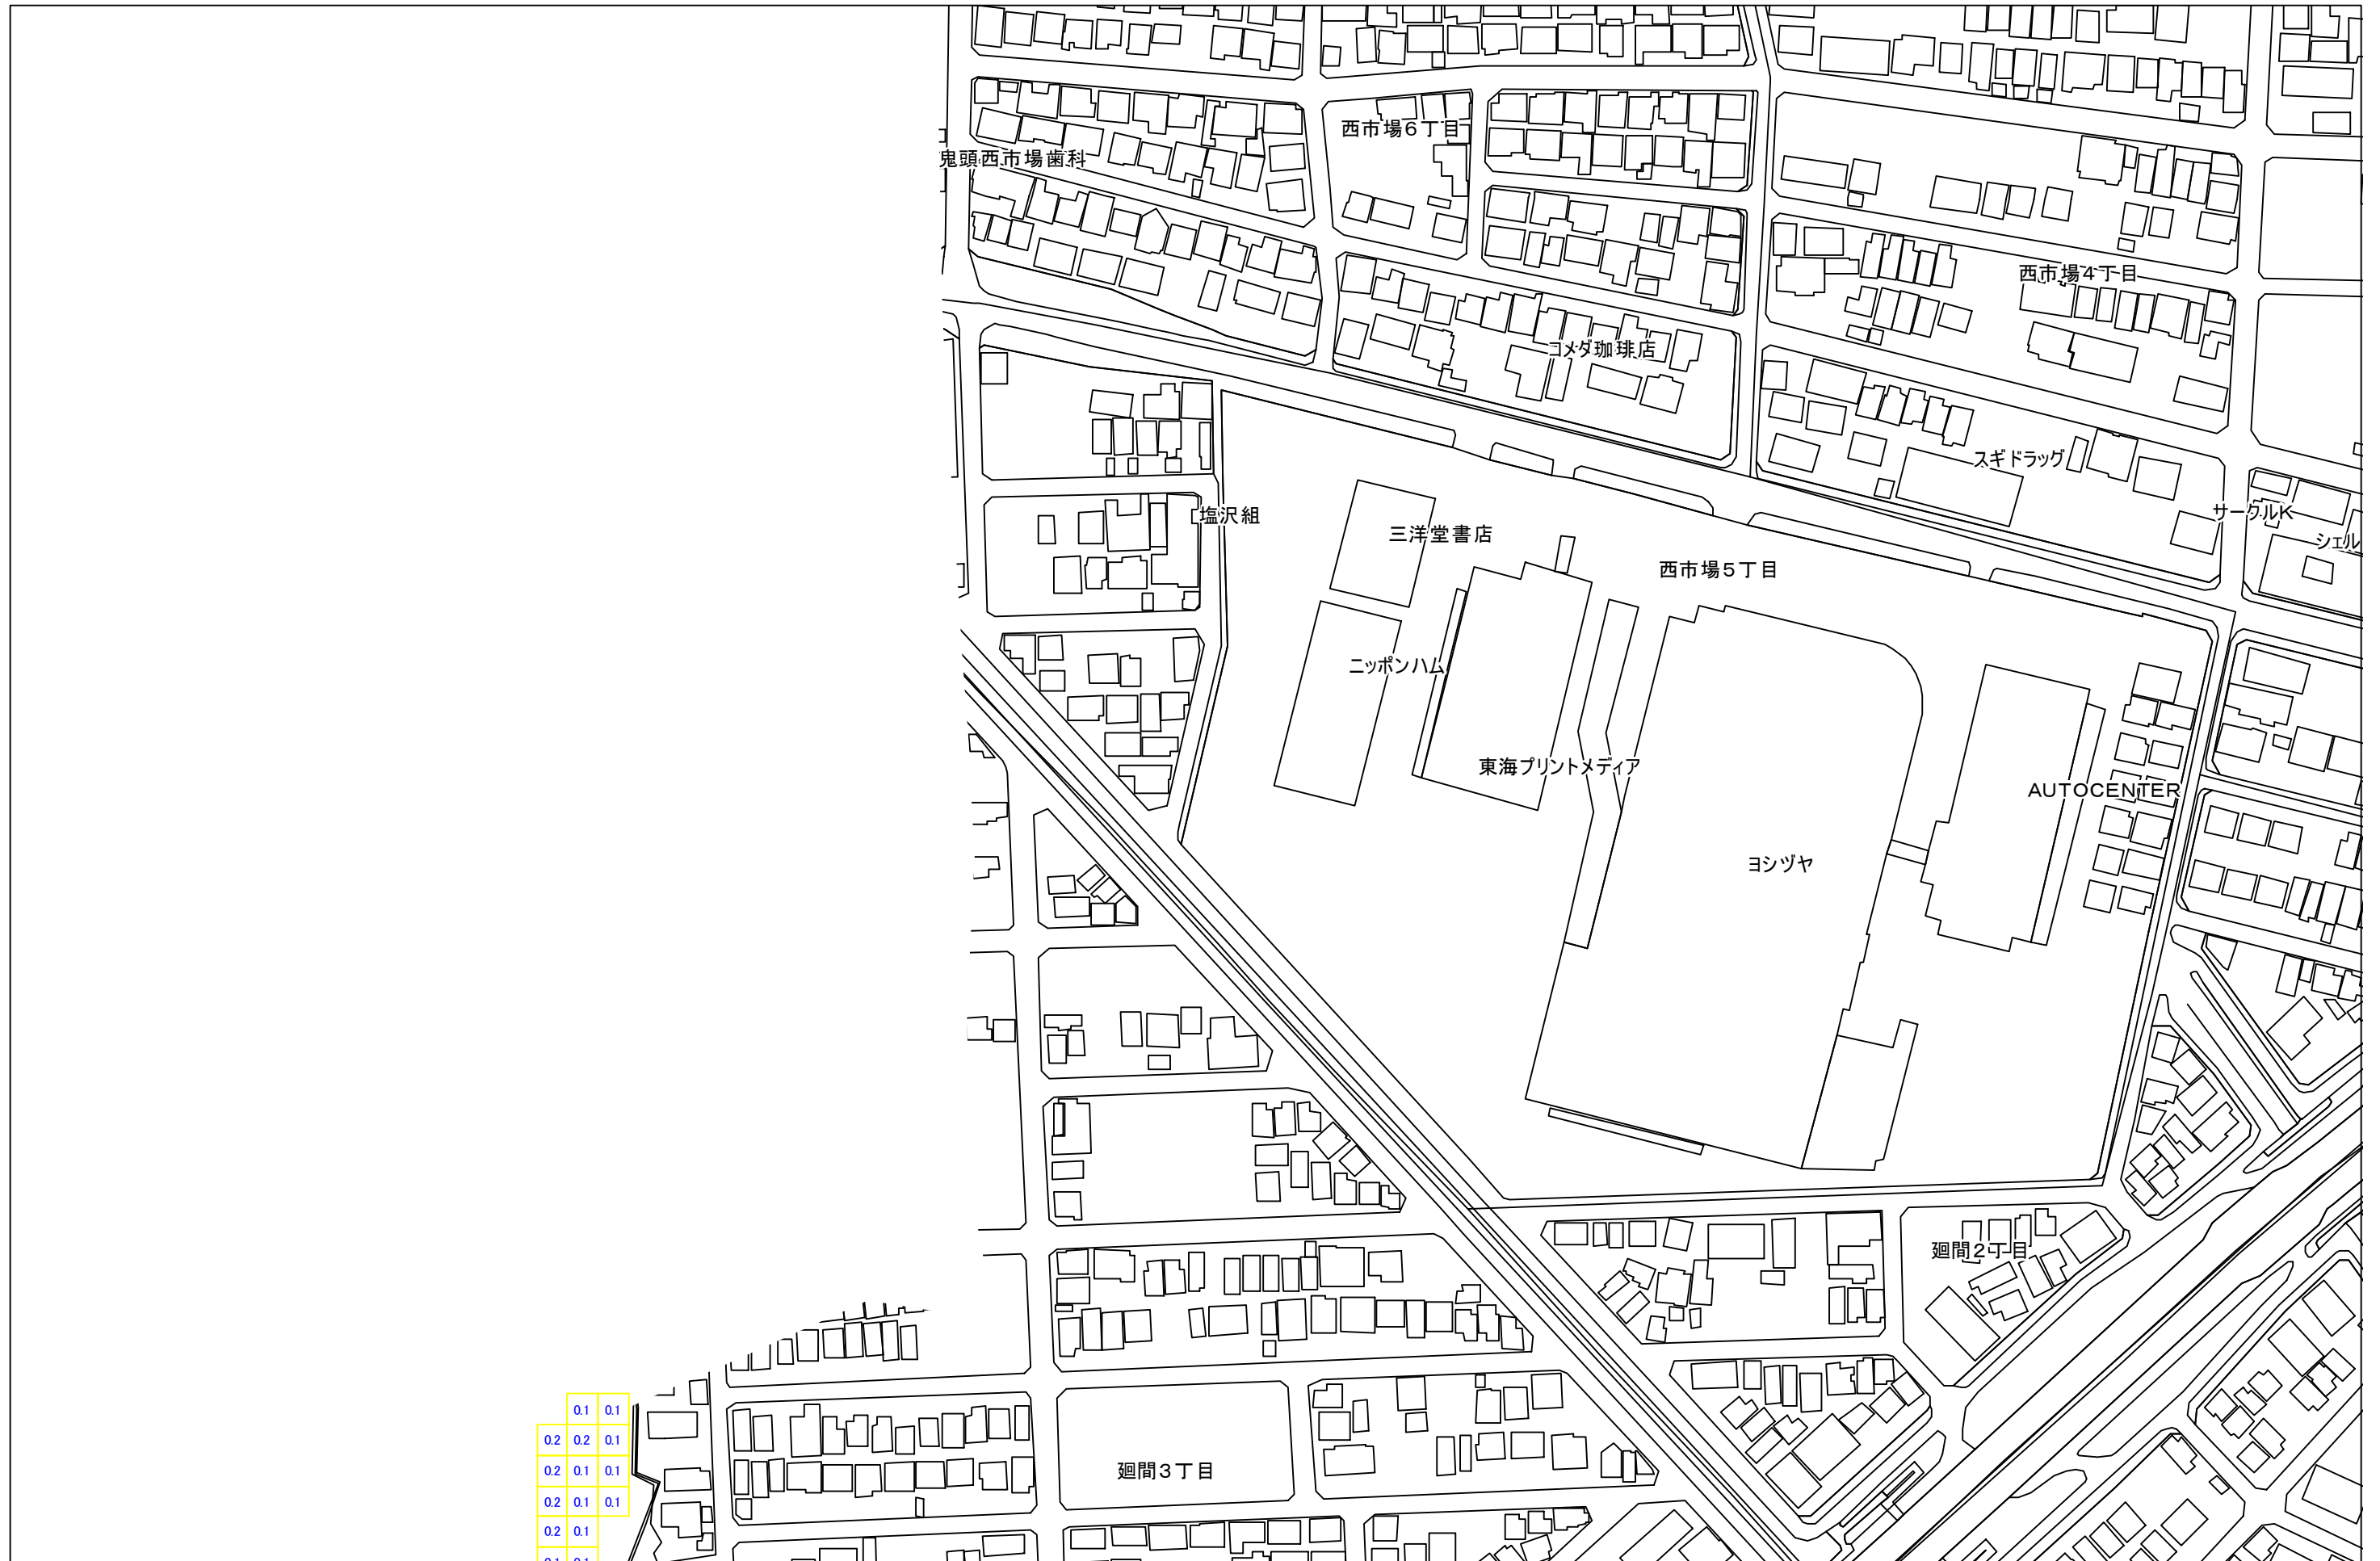 西市場6丁目
鬼頭西市場歯科
西市場4丁目
コメダ珈琲店
スギドラッグ
塩沢組
サークルK
三洋堂書店
シェル
西市場5丁目
ニッポンハム
東海プリントメディア
AUTOCENTER
ヨシヅヤ
廻間2丁目
0.1 0.1
0.2 0.2 0.1
廻間3丁目
0.2 0.1 0.1
0.2 0.1 0.1
0.2 0.1
0.1 0.1